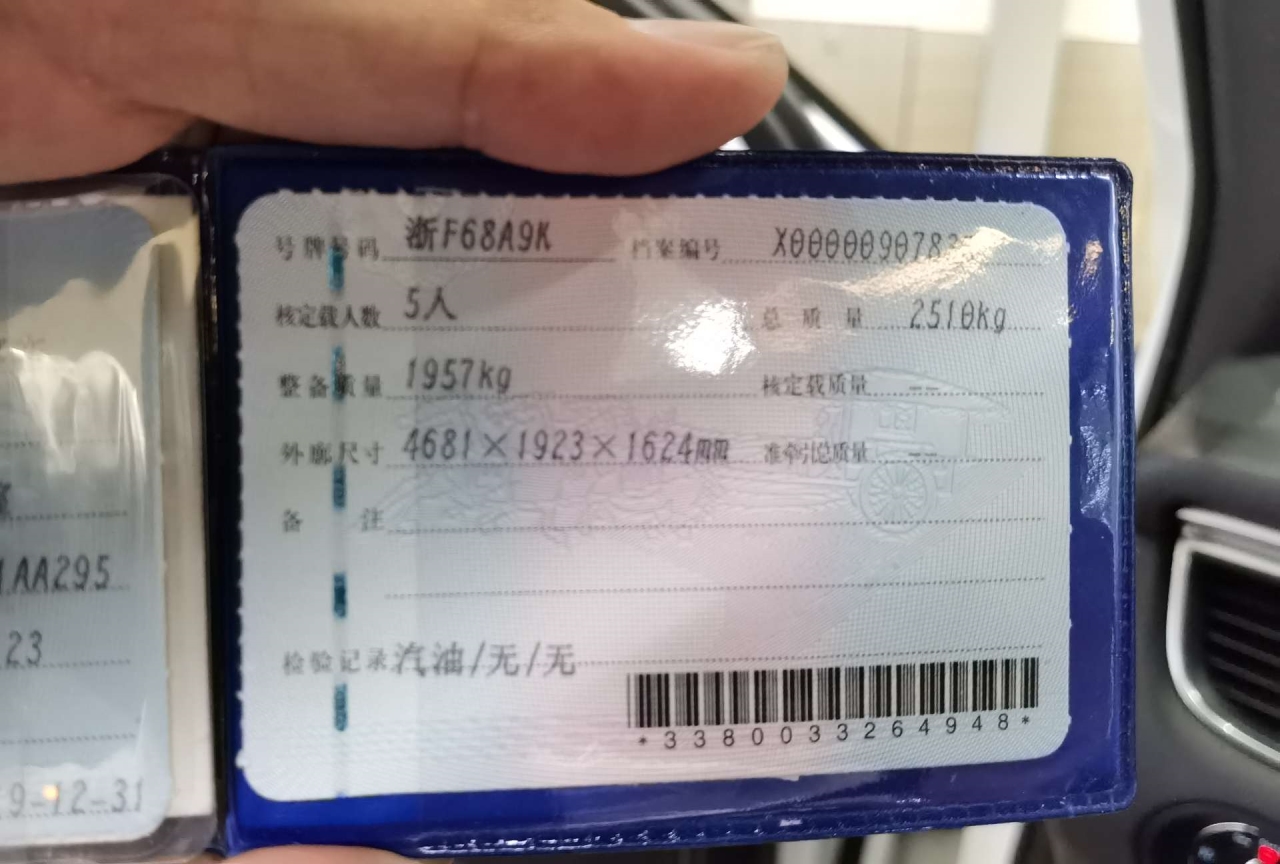 号牌号码 浙F68A9K 档案编号 X000009078
核定载人数 5人 总质量 2510kg
整备质量 1957kg 核定载质量 --
外廓尺寸 4681×1923×1624mm 准牵引总质量 --
备注
检验记录 汽油/无/无
*3380033264948*
AA295
23
9-12-31